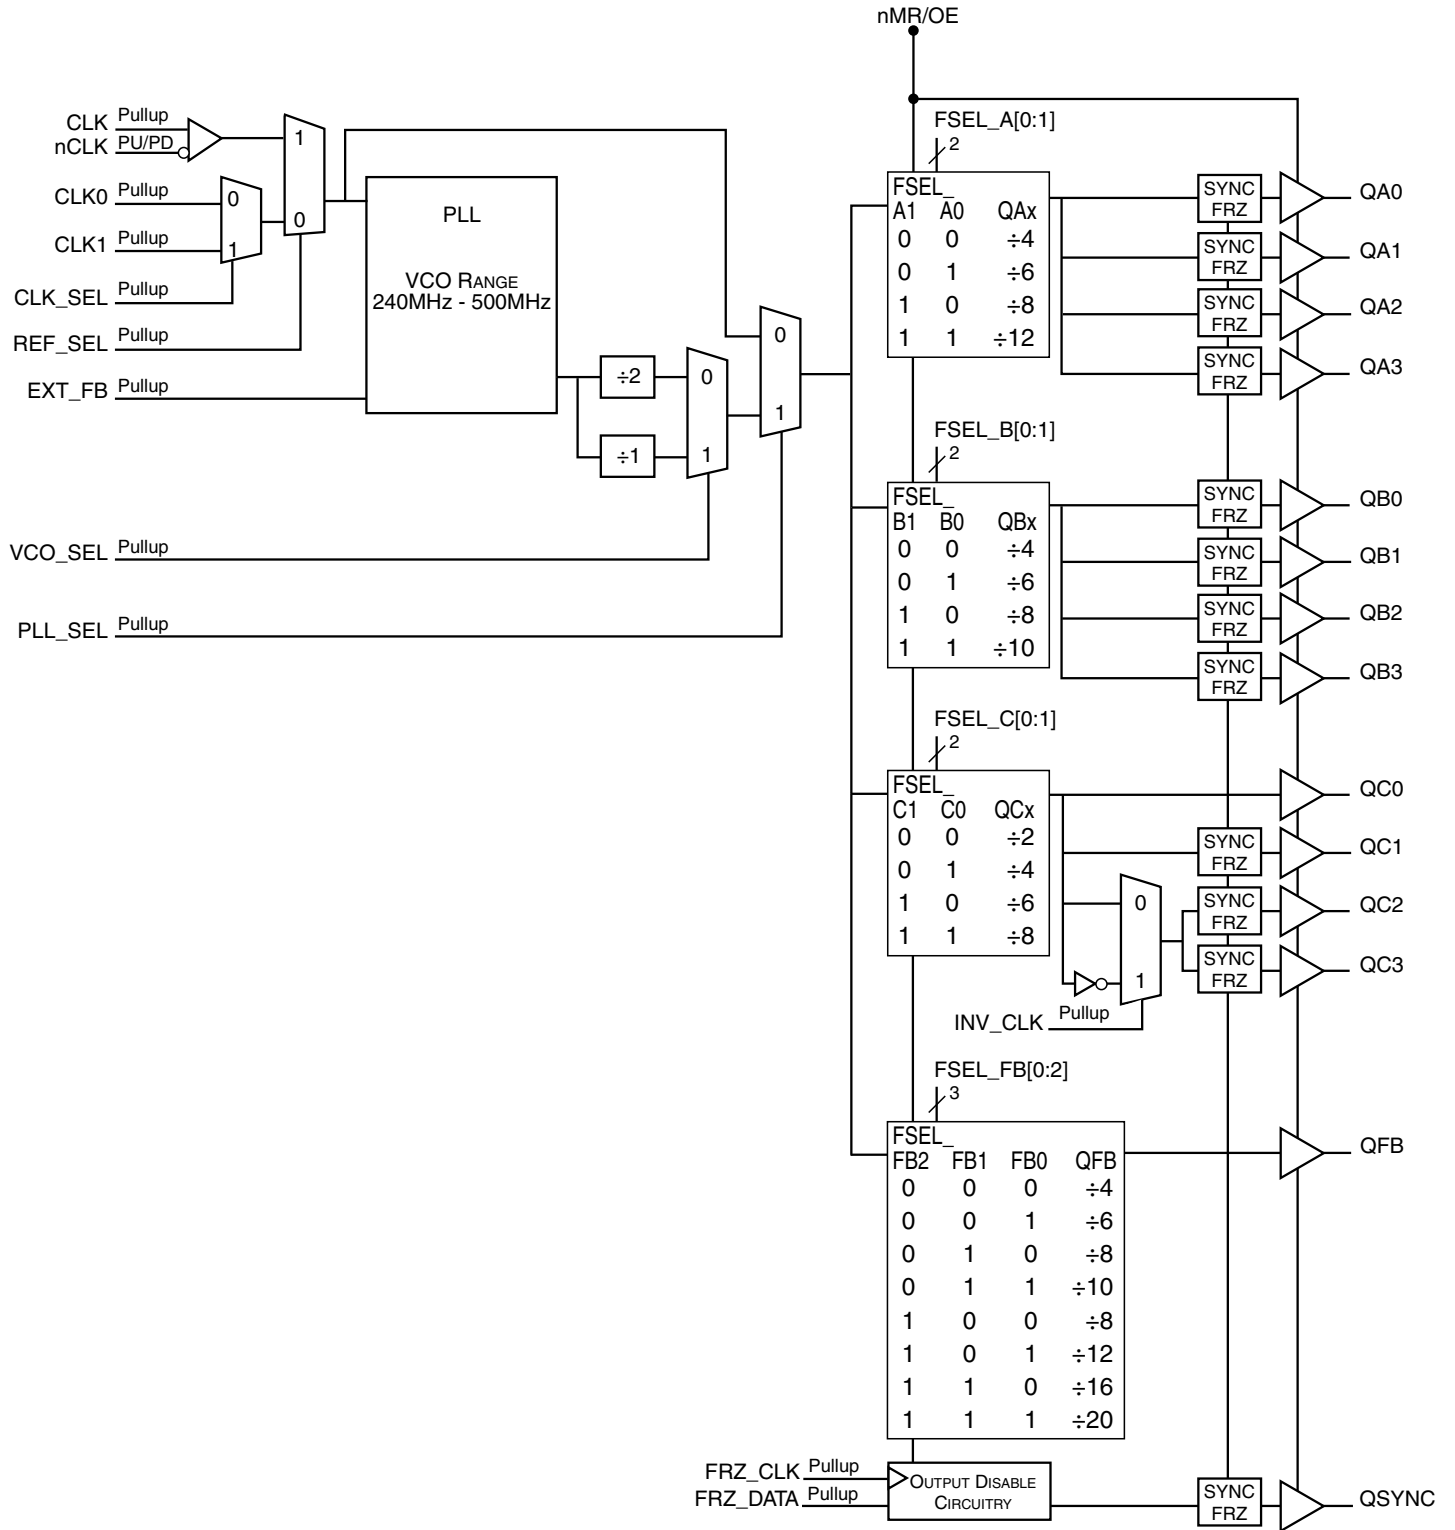 nMR/OE
CLK Pullup
nCLK PU/PD
1
CLK0 Pullup
0
CLK1 Pullup
1
0
CLK_SEL Pullup
REF_SEL Pullup
EXT_FB Pullup
PLL
VCO RANGE
240MHz - 500MHz
÷2
÷1
0
1
0
1
VCO_SEL Pullup
PLL_SEL Pullup
FSEL_A[0:1]
2
FSEL_
A1 A0 QAx
0 0 ÷4
0 1 ÷6
1 0 ÷8
1 1 ÷12
SYNC
FRZ
QA0
SYNC
FRZ
QA1
SYNC
FRZ
QA2
SYNC
FRZ
QA3
FSEL_B[0:1]
2
FSEL_
B1 B0 QBx
0 0 ÷4
0 1 ÷6
1 0 ÷8
1 1 ÷10
SYNC
FRZ
QB0
SYNC
FRZ
QB1
SYNC
FRZ
QB2
SYNC
FRZ
QB3
FSEL_C[0:1]
2
FSEL_
C1 C0 QCx
0 0 ÷2
0 1 ÷4
1 0 ÷6
1 1 ÷8
QC0
SYNC
FRZ
QC1
0
1
SYNC
FRZ
QC2
SYNC
FRZ
QC3
INV_CLK Pullup
FSEL_FB[0:2]
3
FSEL_
FB2 FB1 FB0 QFB
0 0 0 ÷4
0 0 1 ÷6
0 1 0 ÷8
0 1 1 ÷10
1 0 0 ÷8
1 0 1 ÷12
1 1 0 ÷16
1 1 1 ÷20
QFB
FRZ_CLK Pullup
FRZ_DATA Pullup
OUTPUT DISABLE
CIRCUITRY
SYNC
FRZ
QSYNC